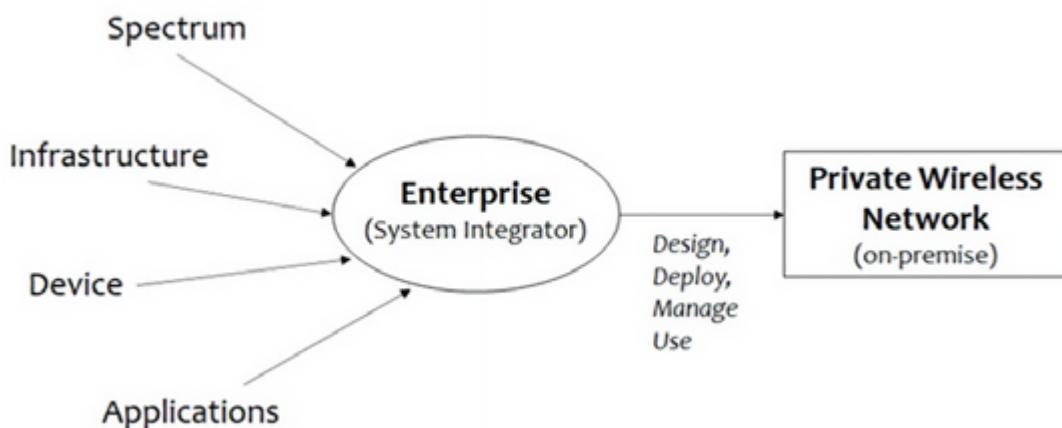 Spectrum
Infrastructure
Device
Applications
Enterprise
(System Integrator)
Design,
Deploy,
Manage
Use
Private Wireless
Network
(on-premise)